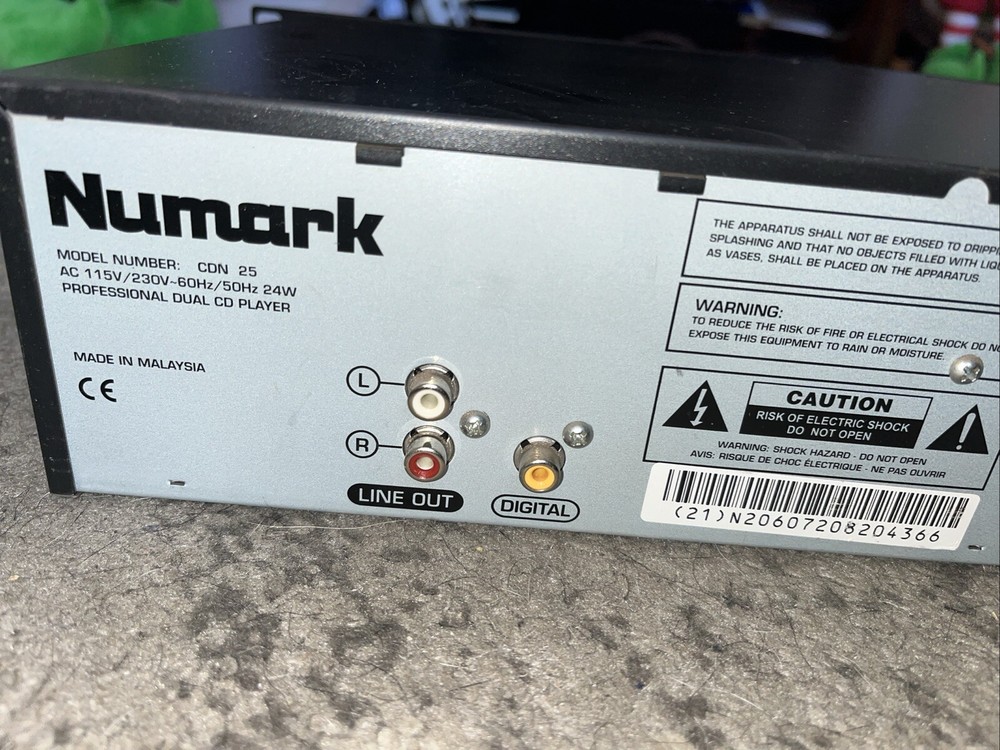 Numark
MODEL NUMBER: CDN 25
AC 115V/230V~60Hz/50Hz 24W
PROFESSIONAL DUAL CD PLAYER
MADE IN MALAYSIA
CE
L
R
LINE OUT
DIGITAL
THE APPARATUS SHALL NOT BE EXPOSED TO
SPLASHING AND THAT NO OBJECTS FILLED WITH
AS VASES, SHALL BE PLACED ON THE APPARATUS.
WARNING:
TO REDUCE THE RISK OF FIRE OR ELECTRICAL SHOCK DO
EXPOSE THIS EQUIPMENT TO RAIN OR MOISTURE.
CAUTION
RISK OF ELECTRIC SHOCK
DO NOT OPEN
WARNING: SHOCK HAZARD - DO NOT OPEN
AVIS: RISQUE DE CHOC ÉLECTRIQUE - NE PAS OUVRIR
(21)N20607208204366